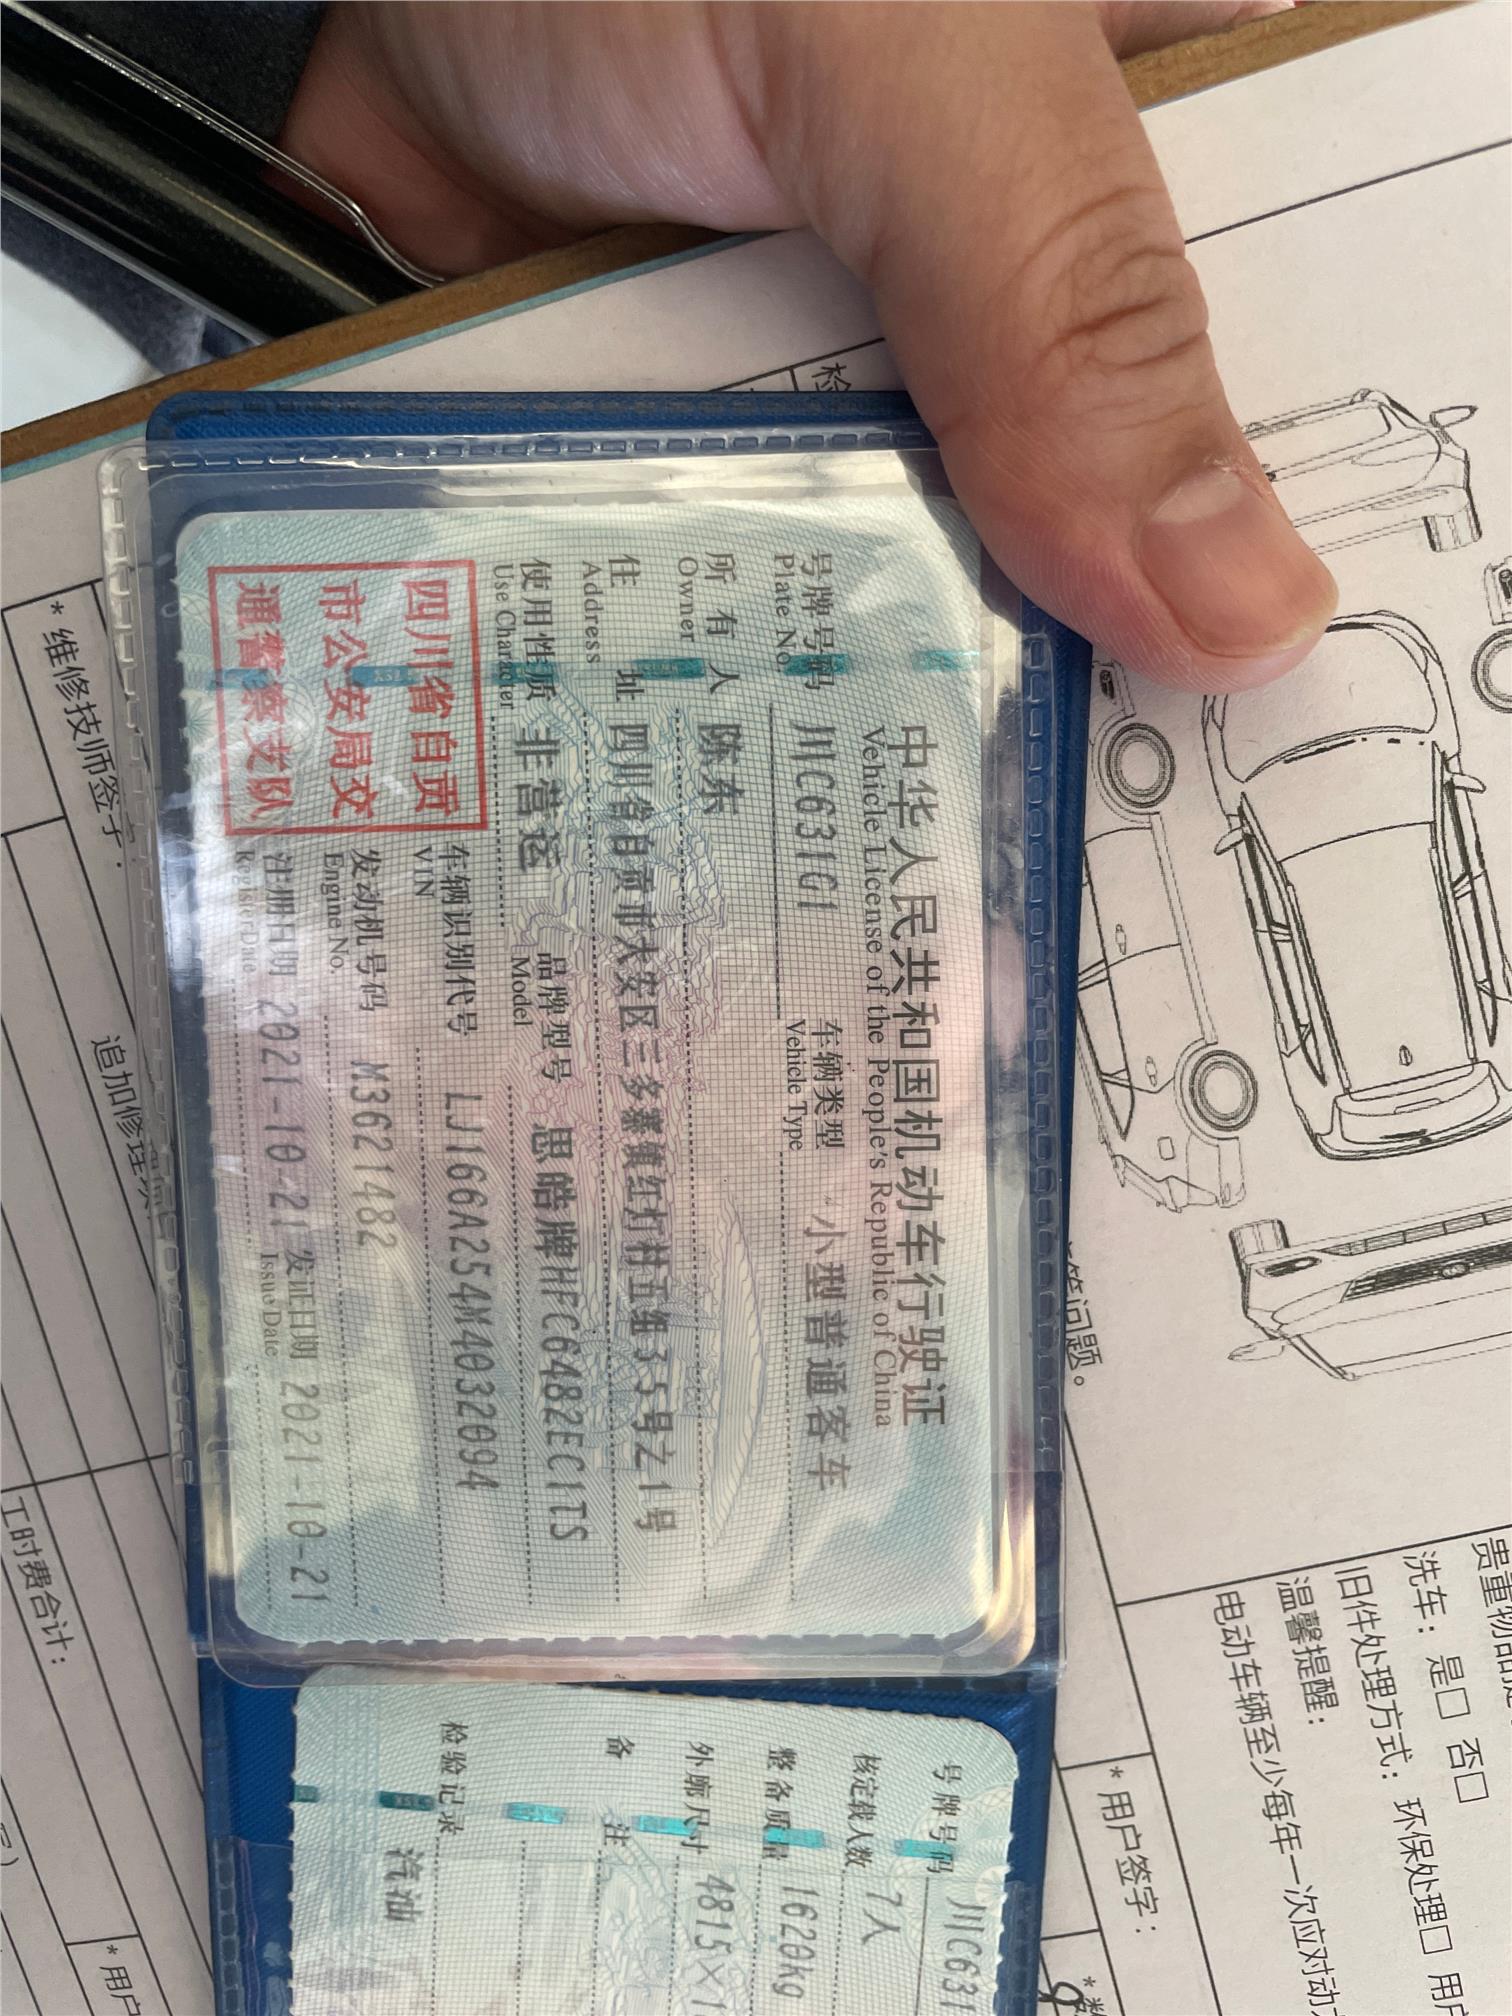 中华人民共和国机动车行驶证
Vehicle License of the People's Republic of China
号牌号码 川C631G1 车辆类型 小型普通客车
Plate No. Vehicle Type
所有人 陈东
Owner
住址 四川省自贡市大安区三多寨镇红灯村五组35号之1号
Address
使用性质 非营运 品牌型号 思皓牌HFC6482EC1TS
Use Character Model
四川省自贡
市公安局交
通警察支队
车辆识别代号 LJ166A254M4032094
VIN
发动机号码 M3621482
Engine No.
注册日期 2021-10-21 发证日期 2021-10-21
Register Date Issue Date
号牌号码 川C631
核定载人数 7人
整备质量 1620kg
外廓尺寸 4815×1
备注
检验记录
汽油
*维修技师签字:
追加修理
工时费合计:
答问题。
洗车: 是□ 否□
旧件处理方式: 环保处理□ 用
温馨提醒:
电动车辆至少每年一次应对动
*用户签字:
*用户